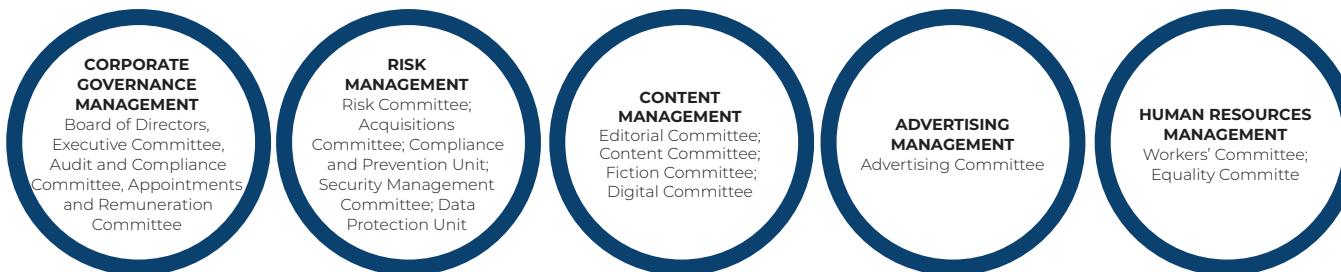 CORPORATE
GOVERNANCE
MANAGEMENT
Board of Directors,
Executive Committee,
Audit and Compliance
Committee, Appointments
and Remuneration
Committee
RISK
MANAGEMENT
Risk Committee;
Acquisitions
Committee; Compliance
and Prevention Unit;
Security Management
Committee; Data
Protection Unit
CONTENT
MANAGEMENT
Editorial Committee;
Content Committee;
Fiction Committee;
Digital Committee
ADVERTISING
MANAGEMENT
Advertising Committee
HUMAN RESOURCES
MANAGEMENT
Workers’ Committee;
Equality Committe